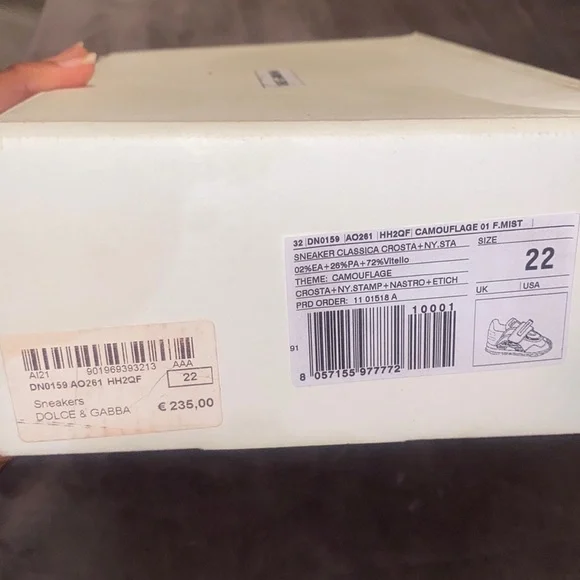 32 DN0159 AO261 HH2QF CAMOUFLAGE 01 F.MIST
SNEAKER CLASSICA CROSTA+NY.STA
02%EA+26%PA+72%Vitello
THEME: CAMOUFLAGE
CROSTA+NY.STAMP+NASTRO+ETICH
PRD ORDER: 11 01518 A
SIZE
22
UK
USA
10001
91
8 057155 977772
AI21
901969393213
AAA
DN0159 AO261 HH2QF
22
Sneakers
DOLCE & GABBA
€ 235,00